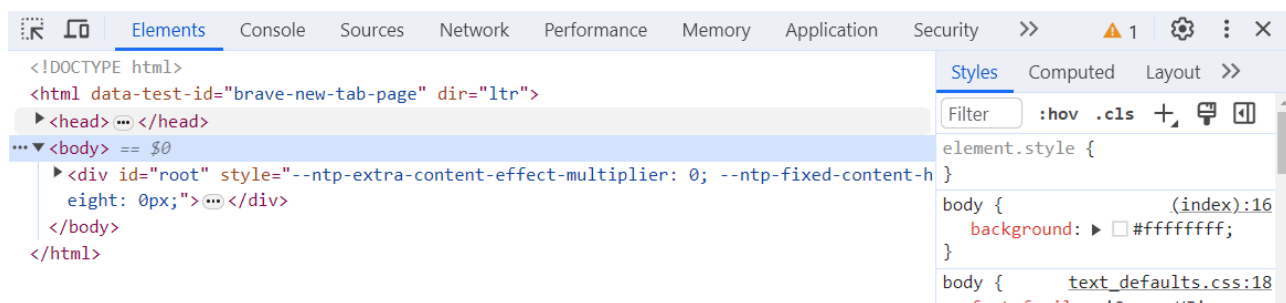 Elements Console Sources Network Performance Memory Application Security >> 1
<!DOCTYPE html>
<html data-test-id="brave-new-tab-page" dir="ltr">
<head> ... </head>
... <body> == $0
<div id="root" style="--ntp-extra-content-effect-multiplier: 0; --ntp-fixed-content-h
eight: 0px;"> ... </div>
</body>
</html>
Styles Computed Layout >>
Filter :hov .cls
element.style {
}
body { (index):16
background: #ffffffff;
}
body { text_defaults.css:18